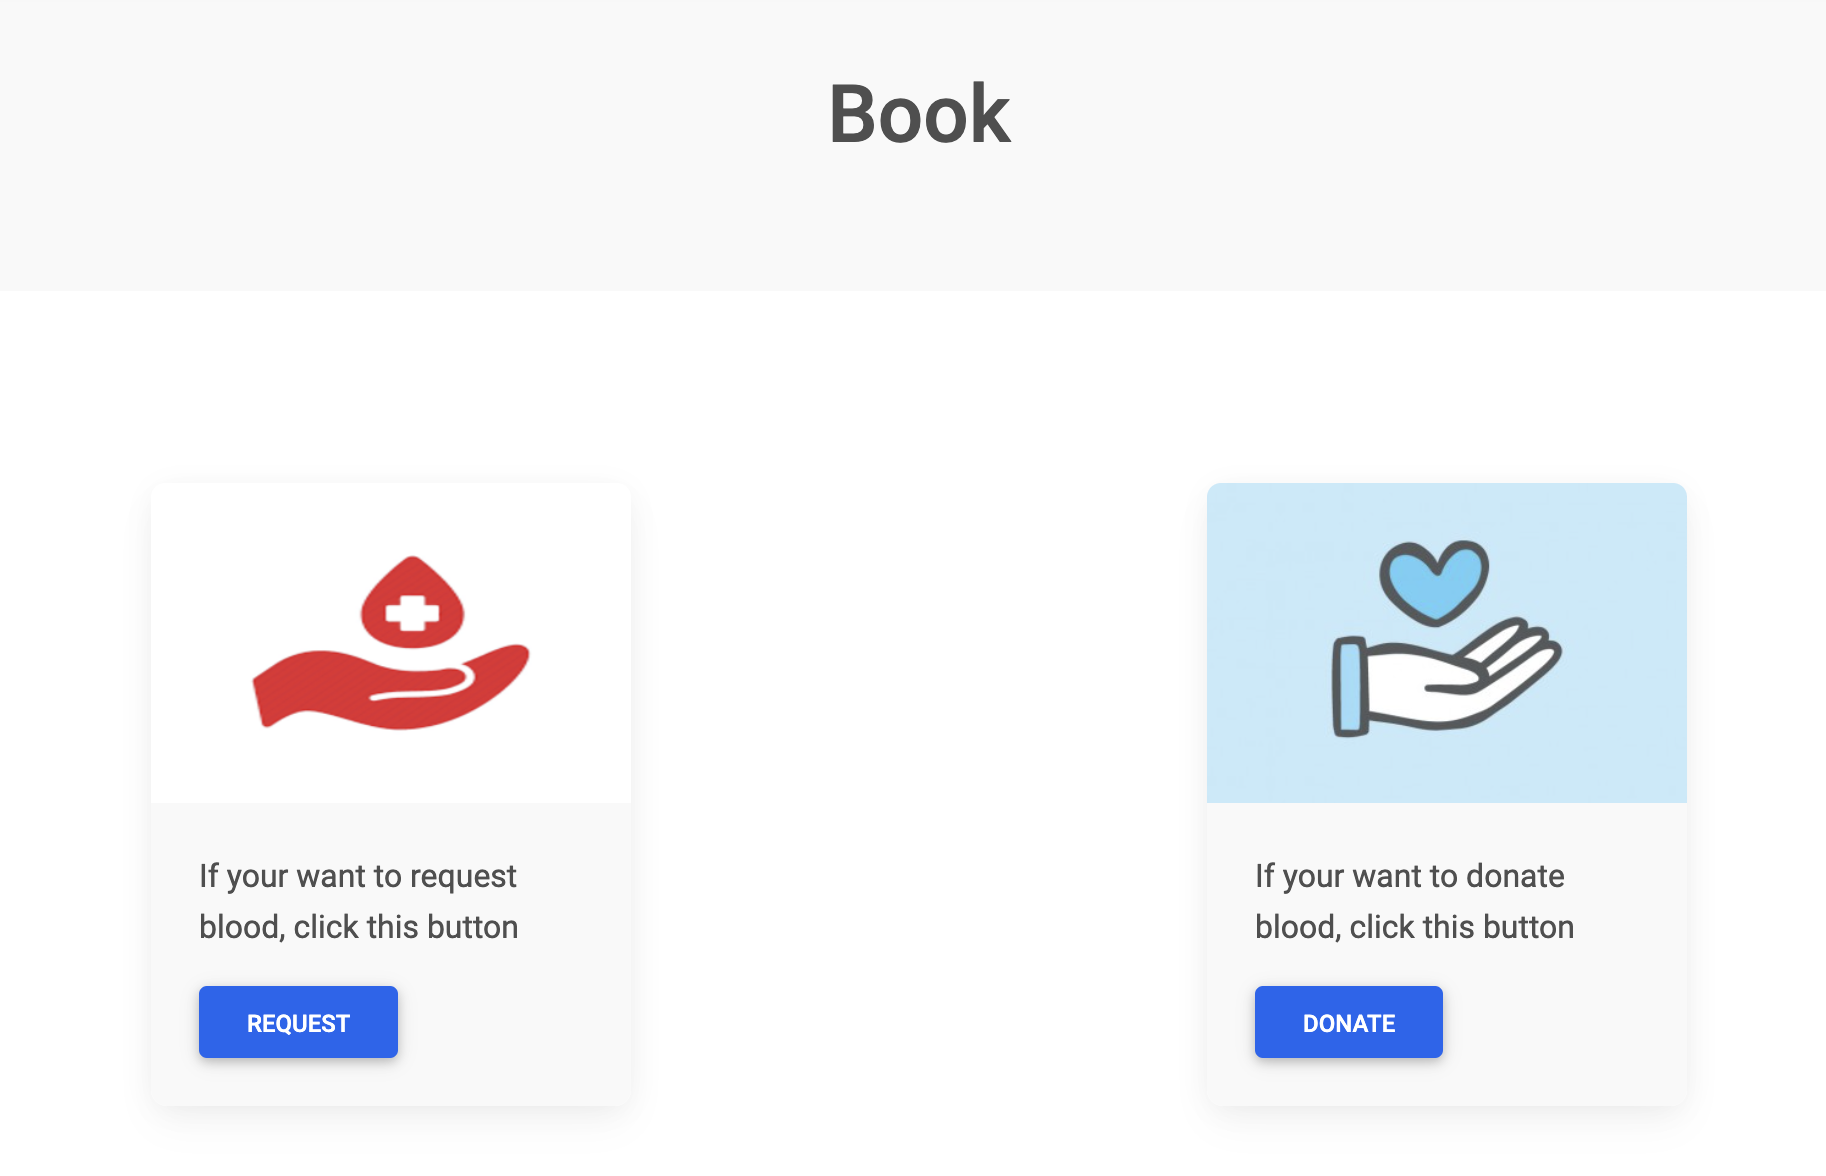 Book
If your want to request
blood, click this button
REQUEST
If your want to donate
blood, click this button
DONATE